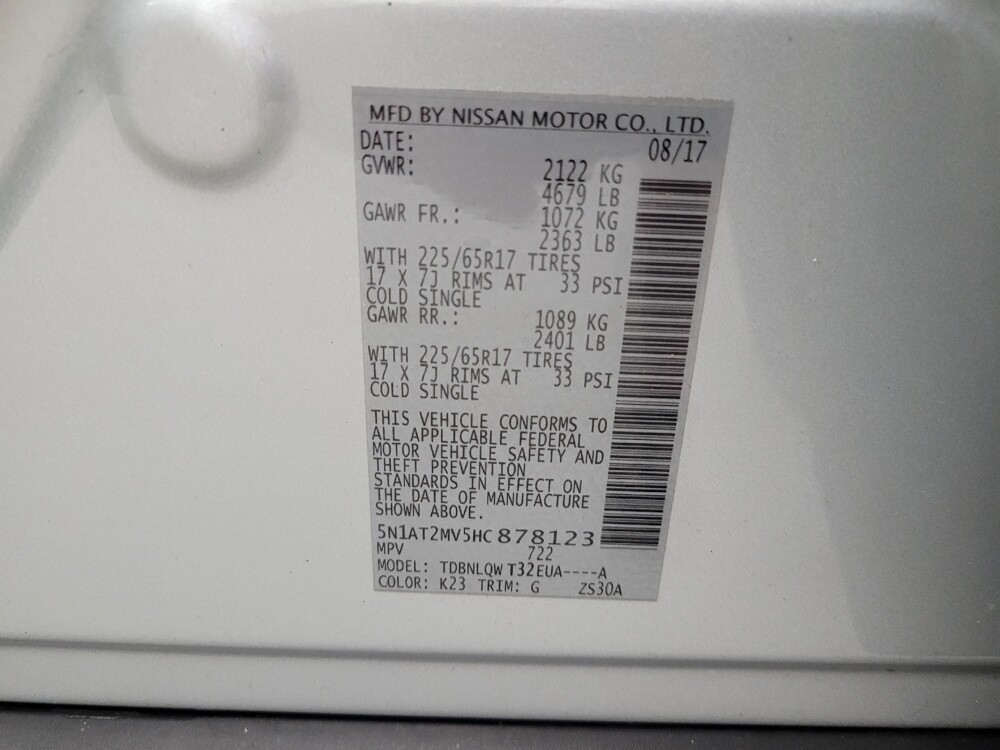 MFD BY NISSAN MOTOR CO., LTD.
DATE: 08/17
GVWR: 2122 KG
4679 LB
GAWR FR.: 1072 KG
2363 LB
WITH 225/65R17 TIRES
17 X 7J RIMS AT 33 PSI
COLD SINGLE
GAWR RR.: 1089 KG
2401 LB
WITH 225/65R17 TIRES
17 X 7J RIMS AT 33 PSI
COLD SINGLE
THIS VEHICLE CONFORMS TO
ALL APPLICABLE FEDERAL
MOTOR VEHICLE SAFETY AND
THEFT PREVENTION
STANDARDS IN EFFECT ON
THE DATE OF MANUFACTURE
SHOWN ABOVE.
5N1AT2MV5HC878123
MPV 722
MODEL: TDBNLQW T32EUA----A
COLOR: K23 TRIM: G ZS30A